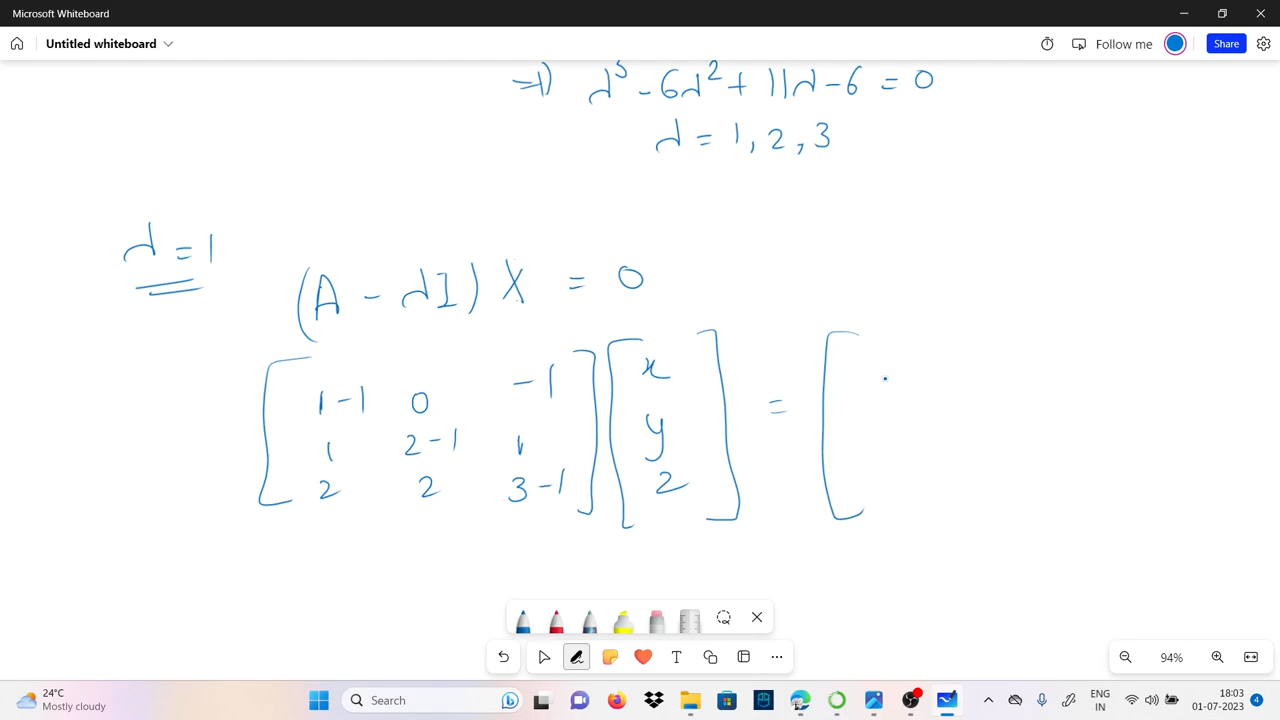 Microsoft Whiteboard
Untitled whiteboard
Follow me
Share
=> λ³ - 6λ² + 11λ - 6 = 0
λ = 1, 2, 3
λ = 1
(A - λI) X = 0
1-1 0 -1 x
1 2-1 1 y =
2 2 3-1 z
94%
24°C
Mostly cloudy
Search
ENG
IN
18:03
01-07-2023
4